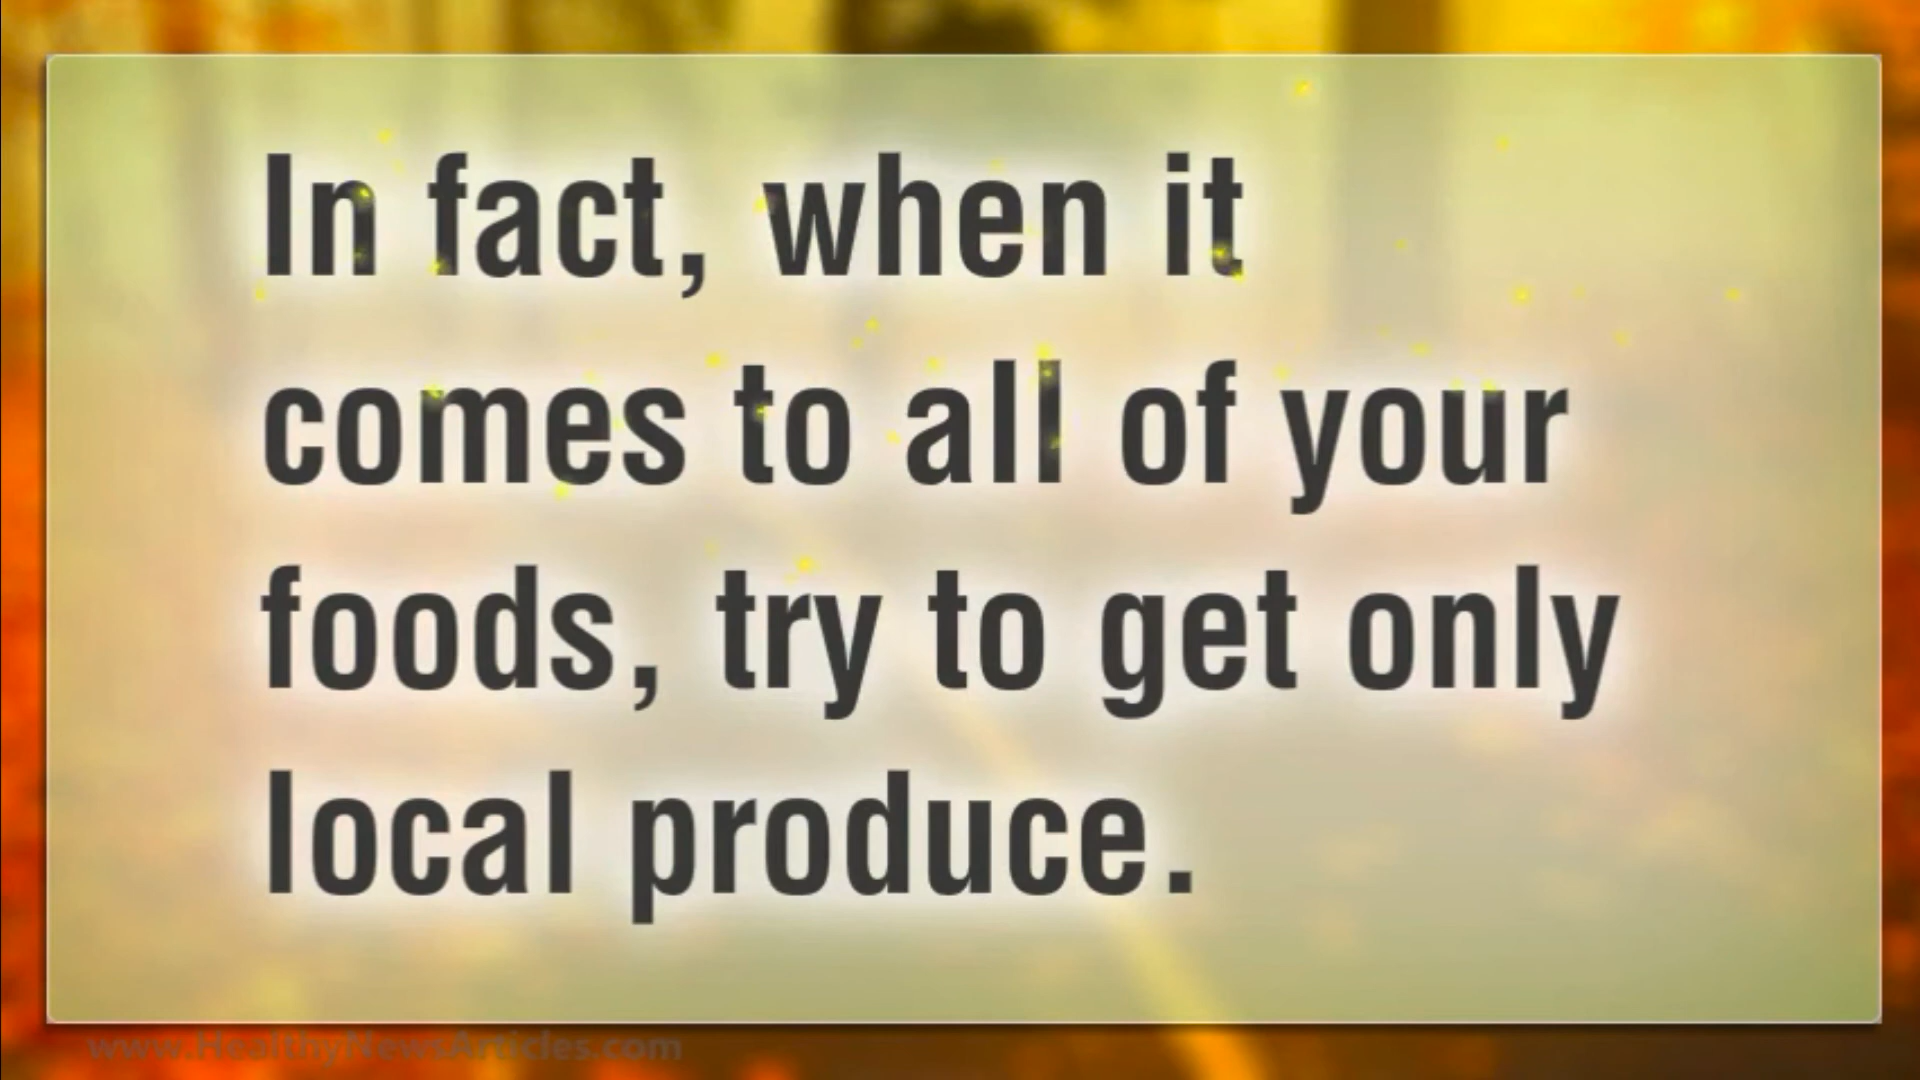 In fact, when it
comes to all of your
foods, try to get only
local produce.
www.HealthyNewsArticles.com